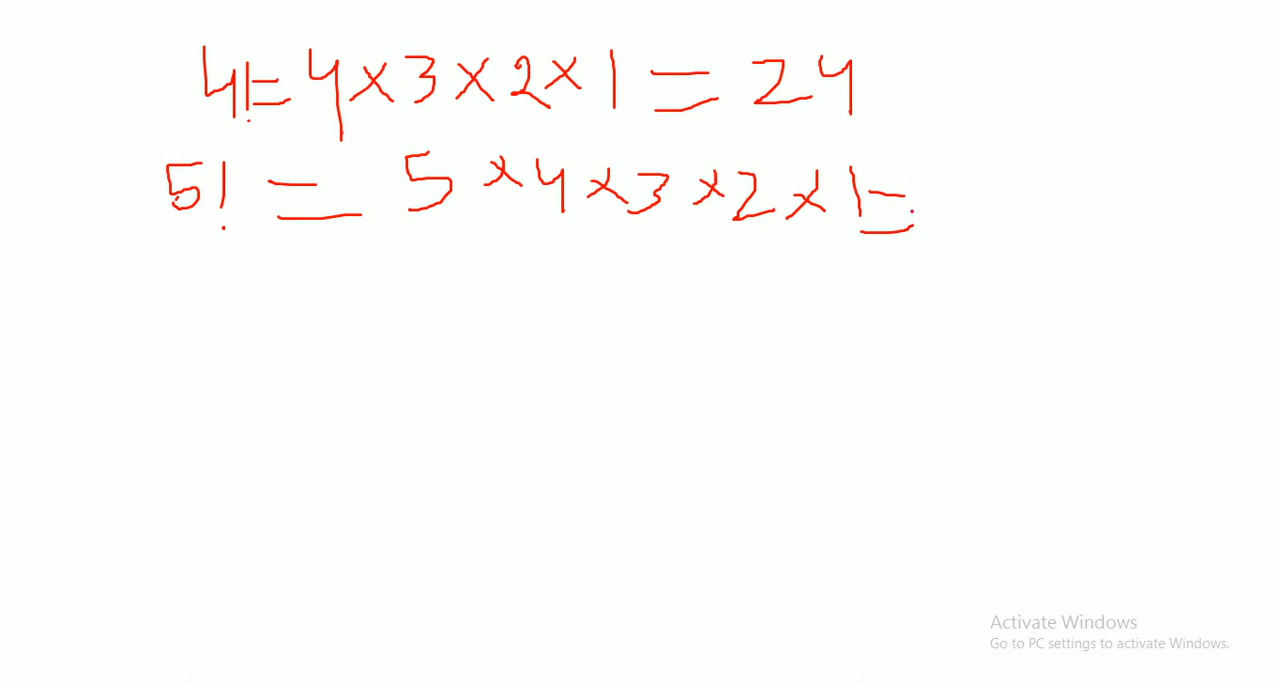 4!=4×3×2×1=24
5!=5×4×3×2×1=
Activate Windows
Go to PC settings to activate Windows.